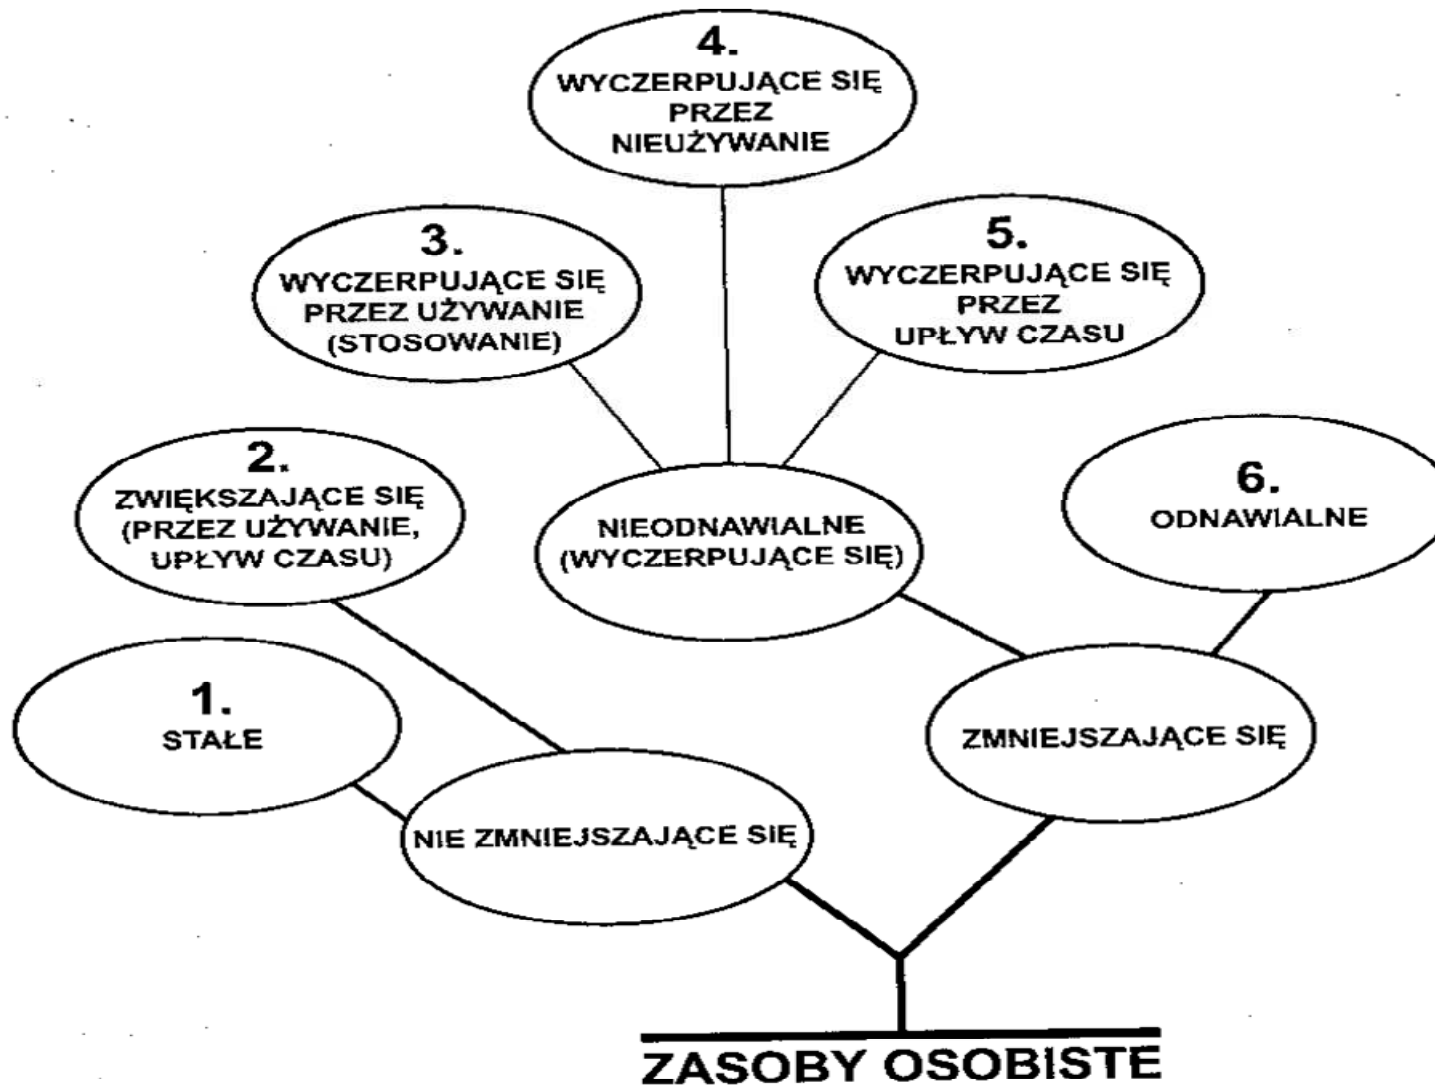 4.
WYCZERPUJĄCE SIĘ
PRZEZ
NIEUŻYWANIE
3.
WYCZERPUJĄCE SIĘ
PRZEZ UŻYWANIE
(STOSOWANIE)
5.
WYCZERPUJĄCE SIĘ
PRZEZ
UPŁYW CZASU
2.
ZWIĘKSZAJĄCE SIĘ
(PRZEZ UŻYWANIE,
UPŁYW CZASU)
NIEODNAWIALNE
(WYCZERPUJĄCE SIĘ)
6.
ODNAWIALNE
1.
STAŁE
ZMNIEJSZAJĄCE SIĘ
NIE ZMNIEJSZAJĄCE SIĘ
ZASOBY OSOBISTE